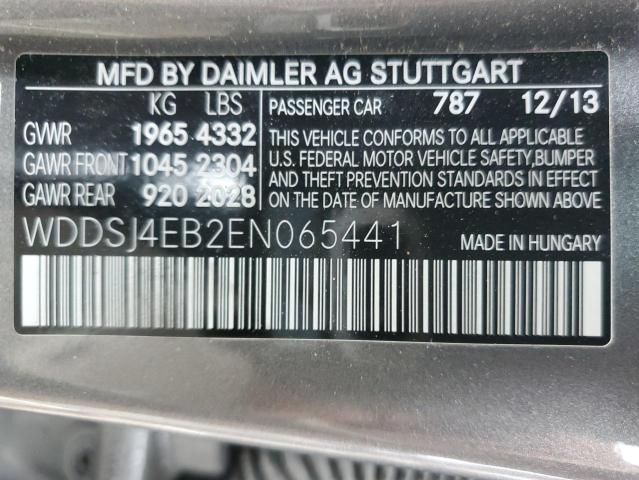 MFD BY DAIMLER AG STUTTGART
KG LBS PASSENGER CAR 787 12/13
GVWR 1965 4332 THIS VEHICLE CONFORMS TO ALL APPLICABLE
GAWR FRONT 1045 2304 U.S. FEDERAL MOTOR VEHICLE SAFETY,BUMPER
GAWR REAR 920 2028 AND THEFT PREVENTION STANDARDS IN EFFECT
ON THE DATE OF MANUFACTURE SHOWN ABOVE
WDDSJ4EB2EN065441 MADE IN HUNGARY